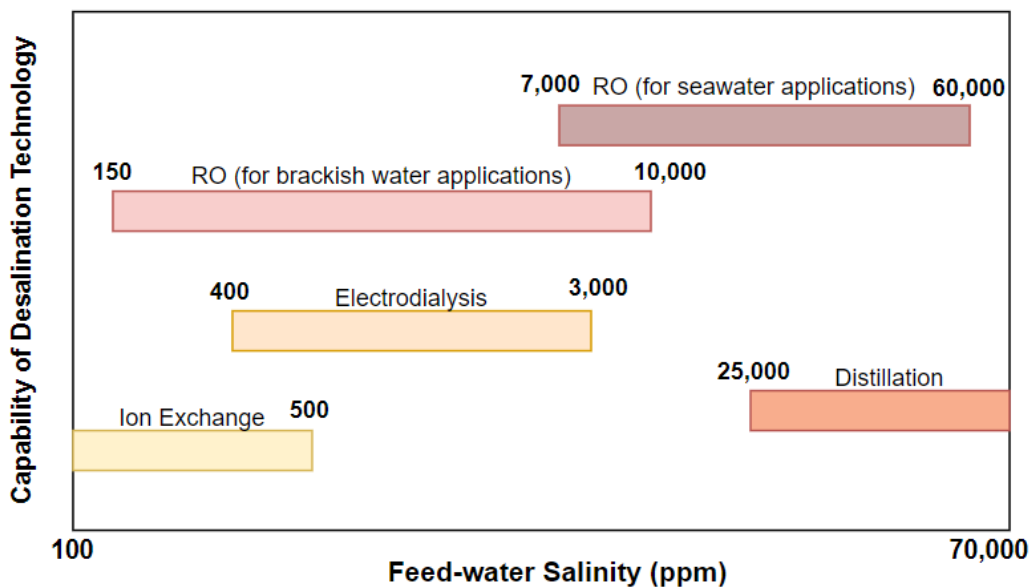 Capability of Desalination Technology
7,000
RO (for seawater applications)
60,000
150
RO (for brackish water applications)
10,000
400
Electrodialysis
3,000
25,000
Distillation
Ion Exchange
500
100
Feed-water Salinity (ppm)
70,000